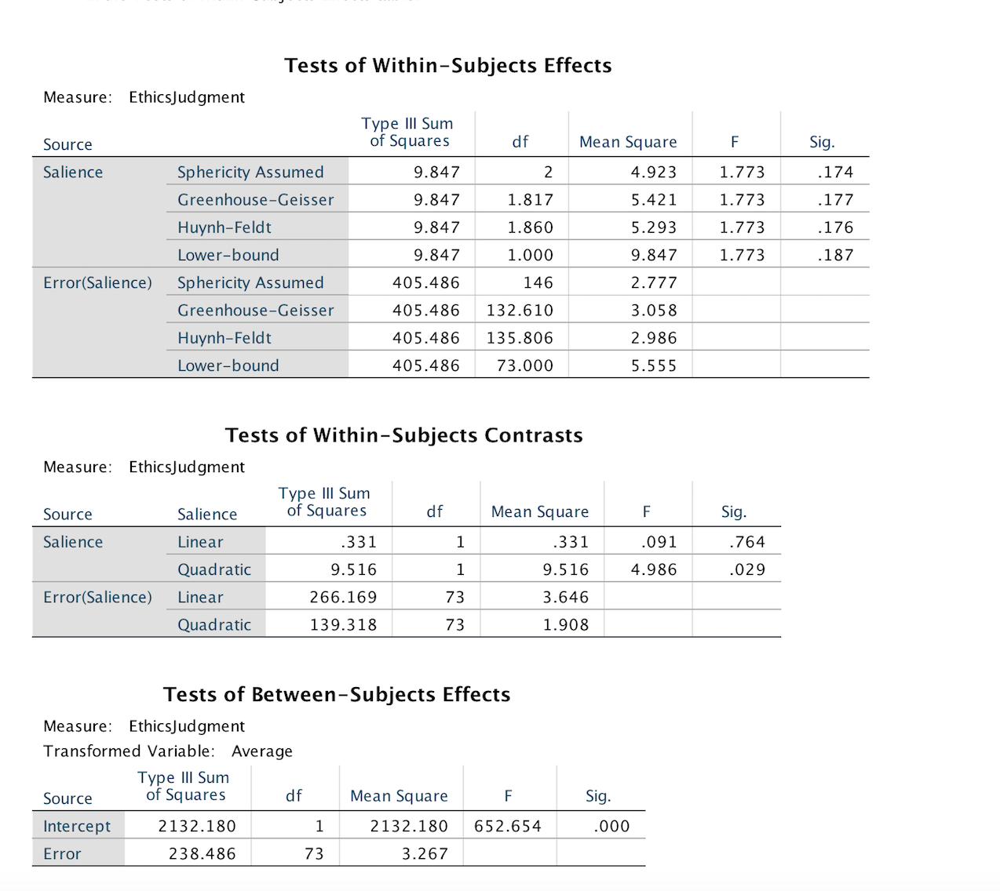 Tests of Within-Subjects Effects
Measure: EthicsJudgment
Source Type III Sum of Squares df Mean Square F Sig.
Salience Sphericity Assumed 9.847 2 4.923 1.773 .174
Greenhouse-Geisser 9.847 1.817 5.421 1.773 .177
Huynh-Feldt 9.847 1.860 5.293 1.773 .176
Lower-bound 9.847 1.000 9.847 1.773 .187
Error(Salience) Sphericity Assumed 405.486 146 2.777
Greenhouse-Geisser 405.486 132.610 3.058
Huynh-Feldt 405.486 135.806 2.986
Lower-bound 405.486 73.000 5.555
Tests of Within-Subjects Contrasts
Measure: EthicsJudgment
Source Salience Type III Sum of Squares df Mean Square F Sig.
Salience Linear .331 1 .331 .091 .764
Quadratic 9.516 1 9.516 4.986 .029
Error(Salience) Linear 266.169 73 3.646
Quadratic 139.318 73 1.908
Tests of Between-Subjects Effects
Measure: EthicsJudgment
Transformed Variable: Average
Source Type III Sum of Squares df Mean Square F Sig.
Intercept 2132.180 1 2132.180 652.654 .000
Error 238.486 73 3.267